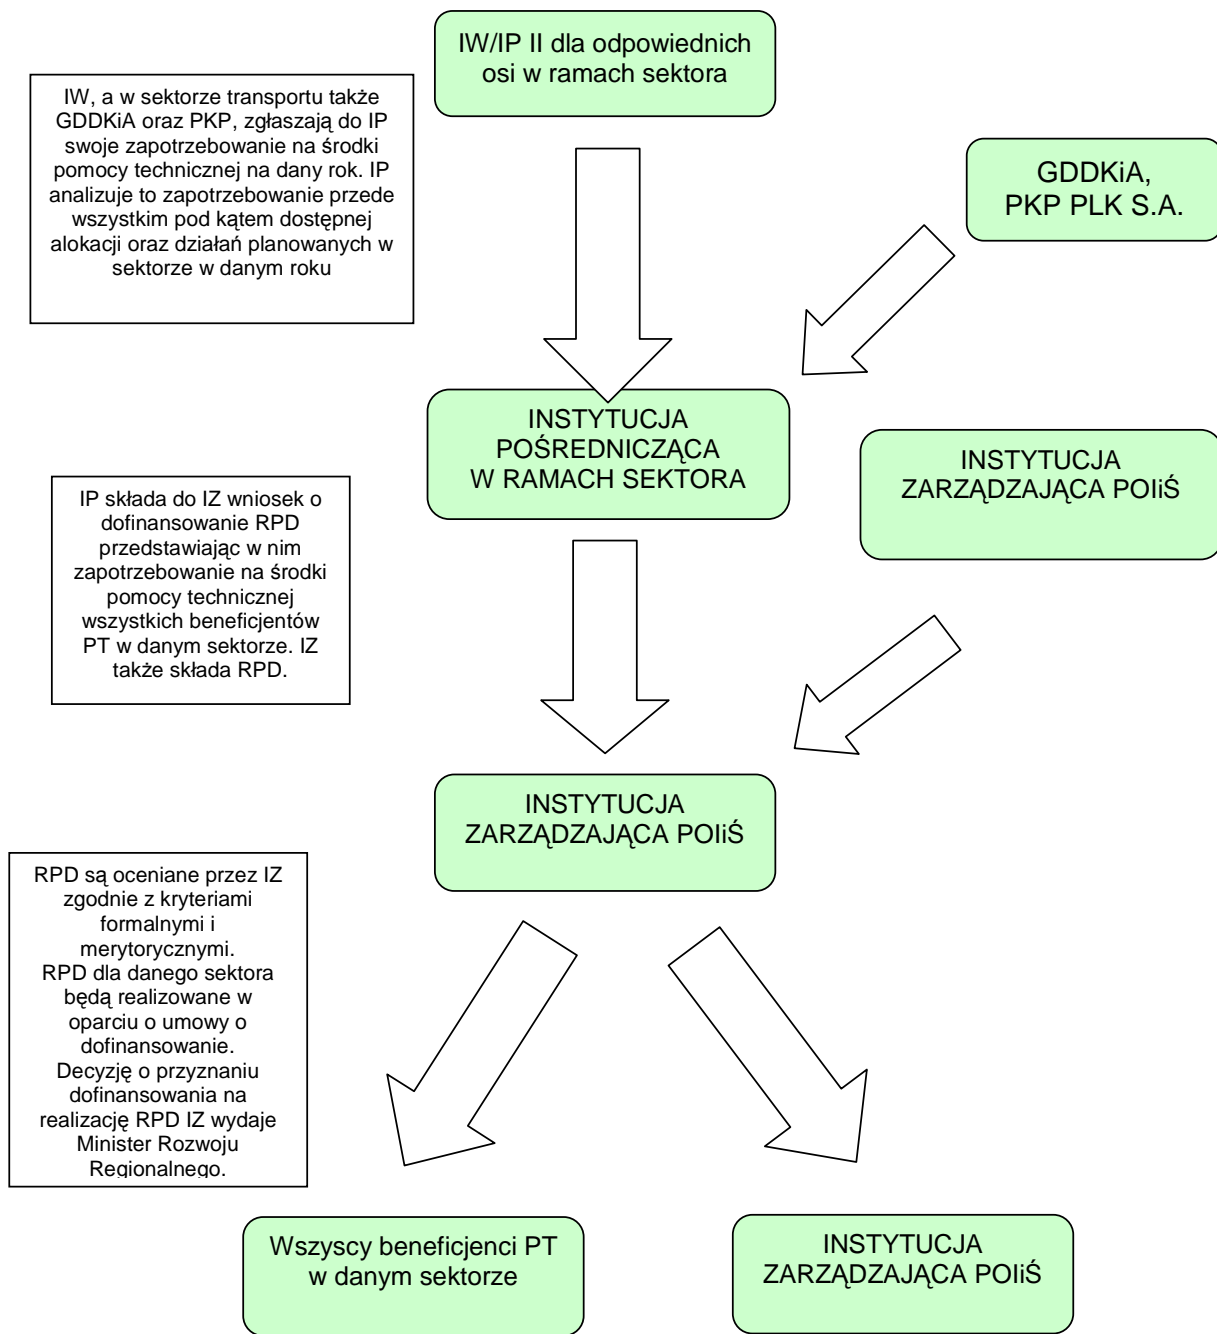 IW/IP II dla odpowiednich
osi w ramach sektora
IW, a w sektorze transportu także
GDDKiA oraz PKP, zgłaszają do IP
swoje zapotrzebowanie na środki
pomocy technicznej na dany rok. IP
analizuje to zapotrzebowanie przede
wszystkim pod kątem dostępnej
alokacji oraz działań planowanych w
sektorze w danym roku
GDDKiA,
PKP PLK S.A.
INSTYTUCJA
POŚREDNICZĄCA
W RAMACH SEKTORA
INSTYTUCJA
ZARZĄDZAJĄCA POIiŚ
IP składa do IZ wniosek o
dofinansowanie RPD
przedstawiając w nim
zapotrzebowanie na środki
pomocy technicznej
wszystkich beneficjentów
PT w danym sektorze. IZ
także składa RPD.
INSTYTUCJA
ZARZĄDZAJĄCA POIiŚ
RPD są oceniane przez IZ
zgodnie z kryteriami
formalnymi i
merytorycznymi.
RPD dla danego sektora
będą realizowane w
oparciu o umowy o
dofinansowanie.
Decyzję o przyznaniu
dofinansowania na
realizację RPD IZ wydaje
Minister Rozwoju
Regionalnego.
Wszyscy beneficjenci PT
w danym sektorze
INSTYTUCJA
ZARZĄDZAJĄCA POIiŚ